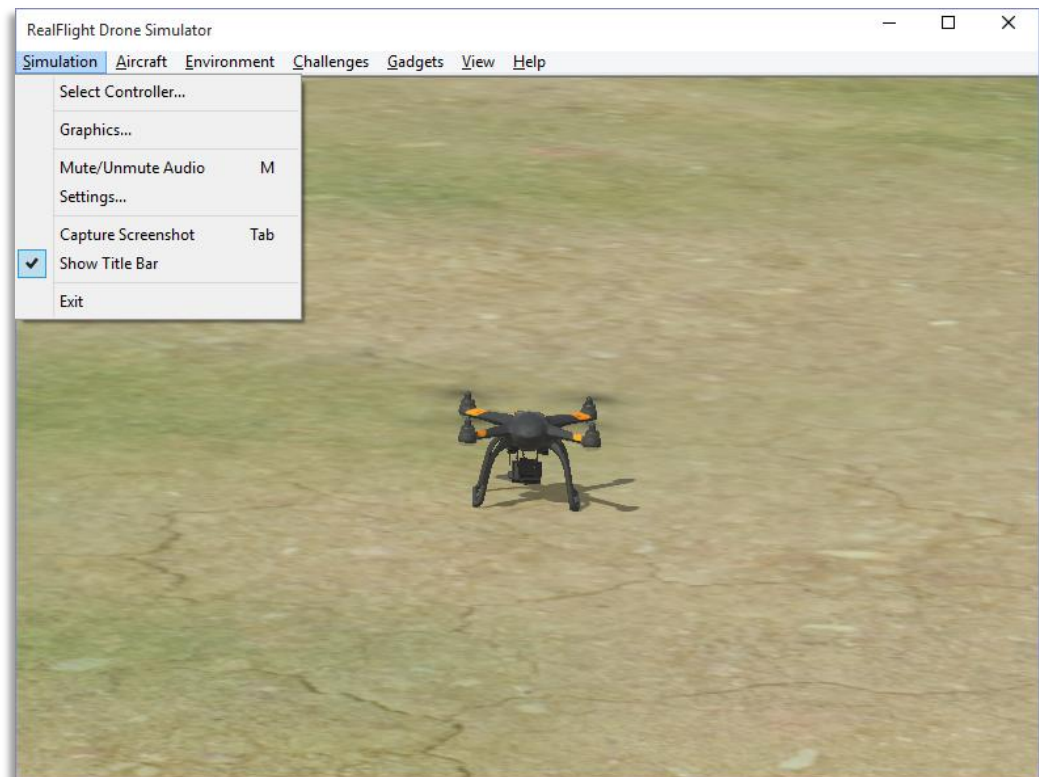 RealFlight Drone Simulator
Simulation Aircraft Environment Challenges Gadgets View Help
Select Controller...
Graphics...
Mute/Unmute Audio M
Settings...
Capture Screenshot Tab
Show Title Bar
Exit